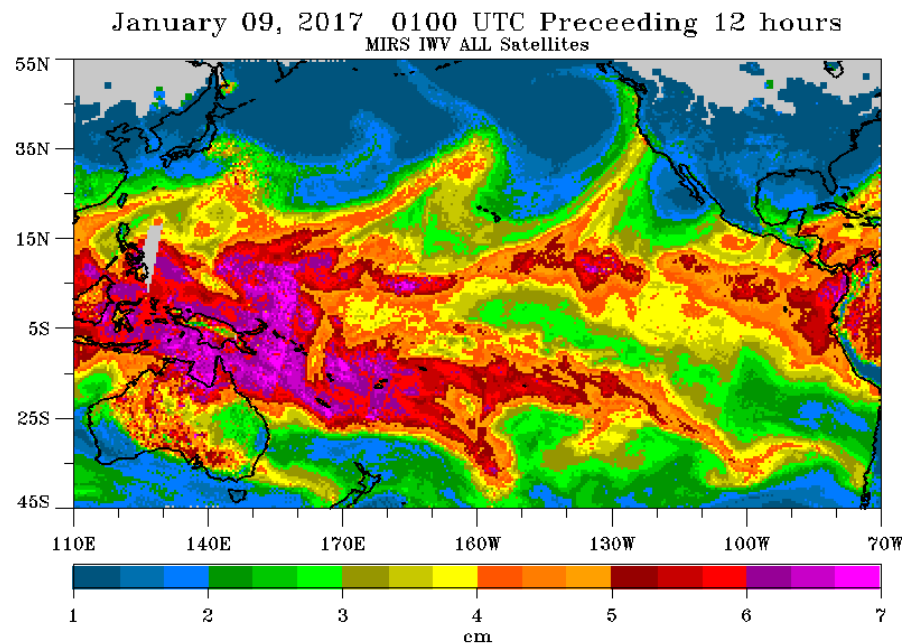 January 09, 2017 0100 UTC Preceeding 12 hours
MIRS IWV ALL Satellites
55N
35N
15N
5S
25S
45S
110E 140E 170E 160W 130W 100W 70W
1 2 3 4 5 6 7
cm